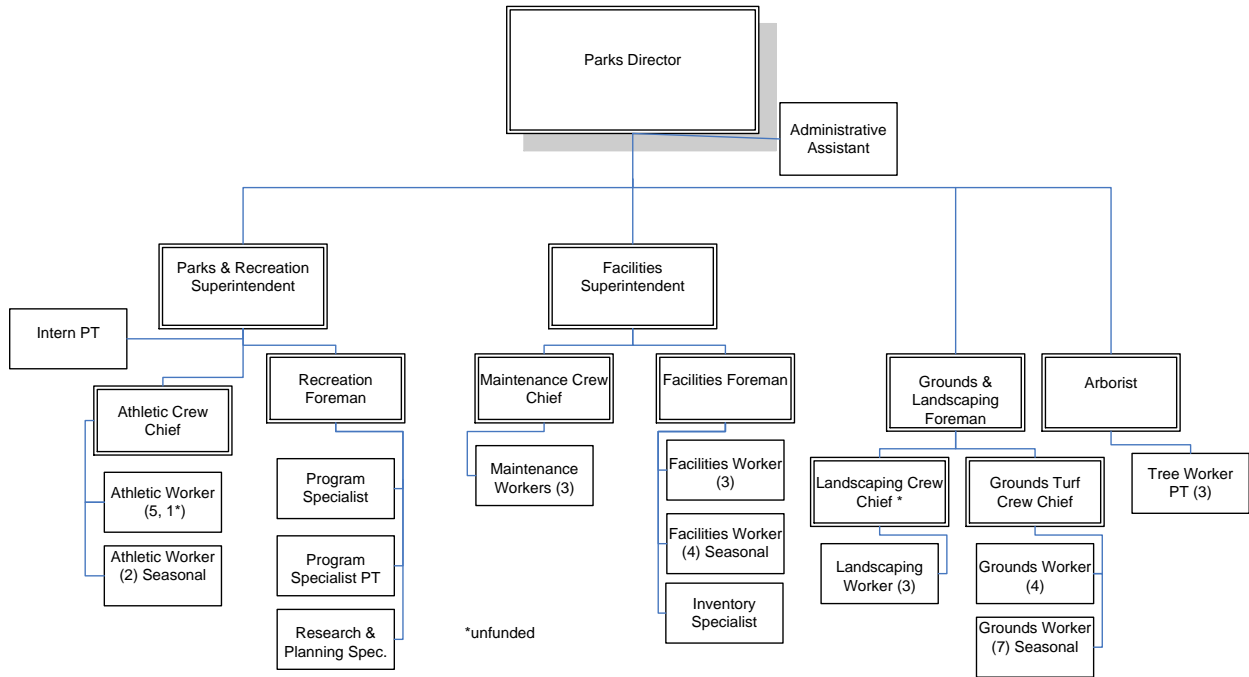 Parks Director
Administrative
Assistant
Parks & Recreation
Superintendent
Facilities
Superintendent
Intern PT
Athletic Crew
Chief
Recreation
Foreman
Maintenance Crew
Chief
Facilities Foreman
Grounds &
Landscaping
Foreman
Arborist
Athletic Worker
(5, 1*)
Athletic Worker
(2) Seasonal
Program
Specialist
Program
Specialist PT
Research &
Planning Spec.
Maintenance
Workers (3)
Facilities Worker
(3)
Facilities Worker
(4) Seasonal
Inventory
Specialist
Landscaping Crew
Chief *
Landscaping
Worker (3)
Grounds Turf
Crew Chief
Grounds Worker
(4)
Grounds Worker
(7) Seasonal
Tree Worker
PT (3)
*unfunded